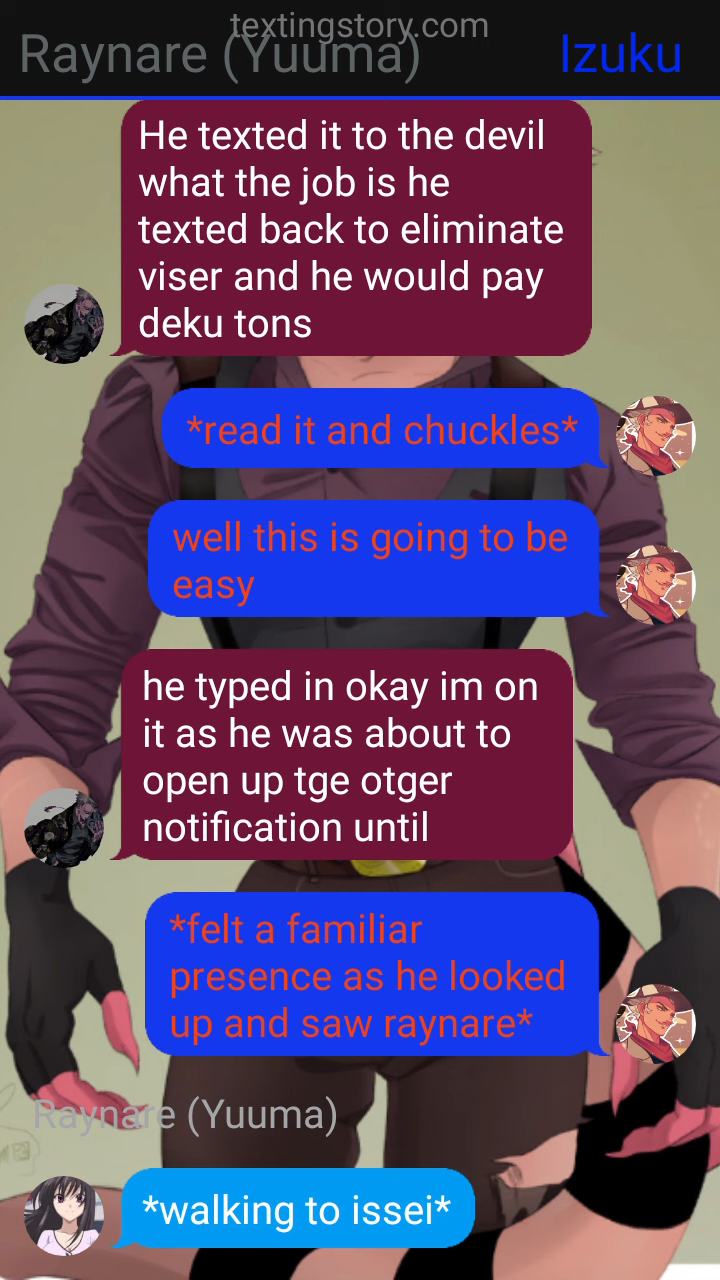 textingstory.com
Raynare (Yuuma)
Izuku
He texted it to the devil
what the job is he
texted back to eliminate
viser and he would pay
deku tons
*read it and chuckles*
well this is going to be
easy
he typed in okay im on
it as he was about to
open up tge otger
notification until
*felt a familiar
presence as he looked
up and saw raynare*
Raynare (Yuuma)
*walking to issei*